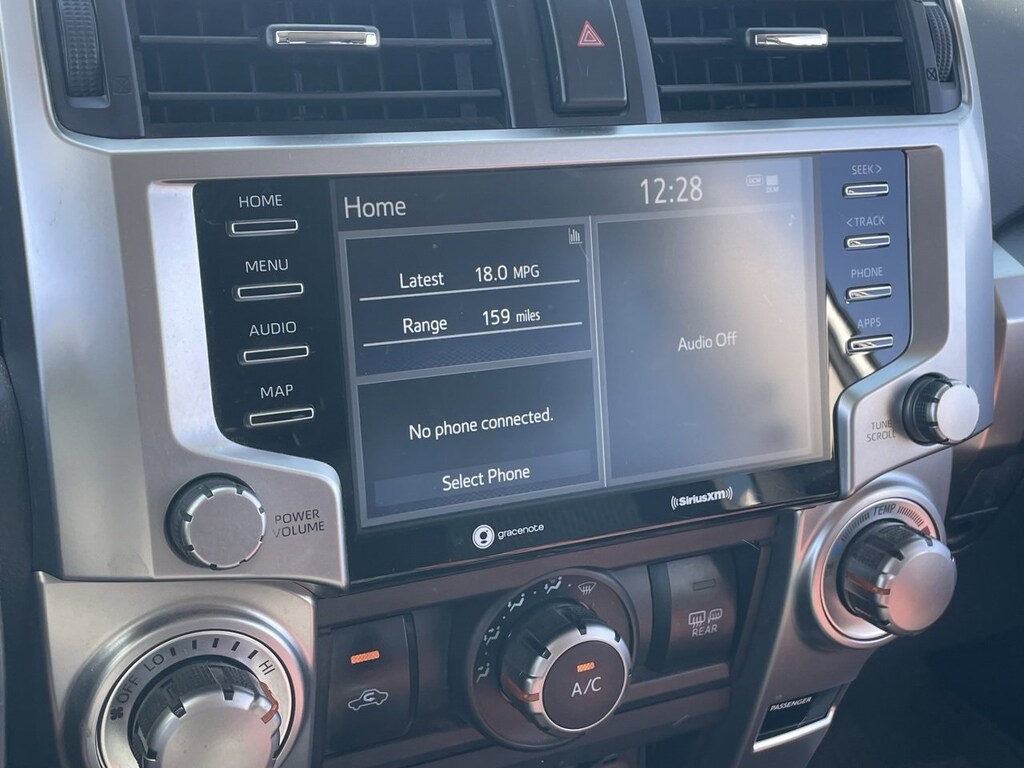 HOME
MENU
AUDIO
MAP
POWER
VOLUME
Home
12:28
DCM
Latest 18.0 MPG
Range 159 miles
No phone connected.
Select Phone
Audio Off
gracenote
((SiriusXM))
SEEK >
< TRACK
PHONE
APPS
TUNE
SCROLL
TEMP
OFF LO HI
A/C
REAR
PASSENGER